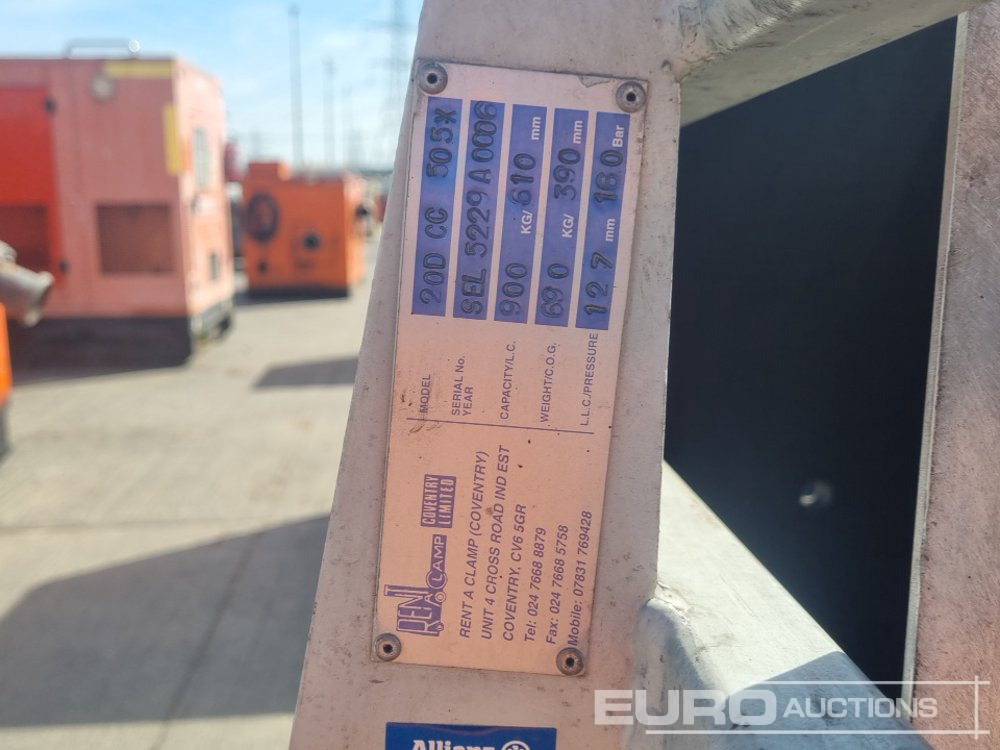 RENT
A CLAMP
COVENTRY
LIMITED
RENT A CLAMP (COVENTRY)
UNIT 4 CROSS ROAD IND EST
COVENTRY, CV6 5GR
Tel: 024 7668 8879
Fax: 024 7668 5758
Mobile: 07831 769428
MODEL 20D CC 505X
SERIAL No.
YEAR SEL 5229 A 0006
CAPACITY/L.C. 900 KG/ 610 mm
WEIGHT/C.O.G. 690 KG/ 390 mm
L.L.C./PRESSURE 127 mm 160 Bar
Allianz
EURO AUCTIONS